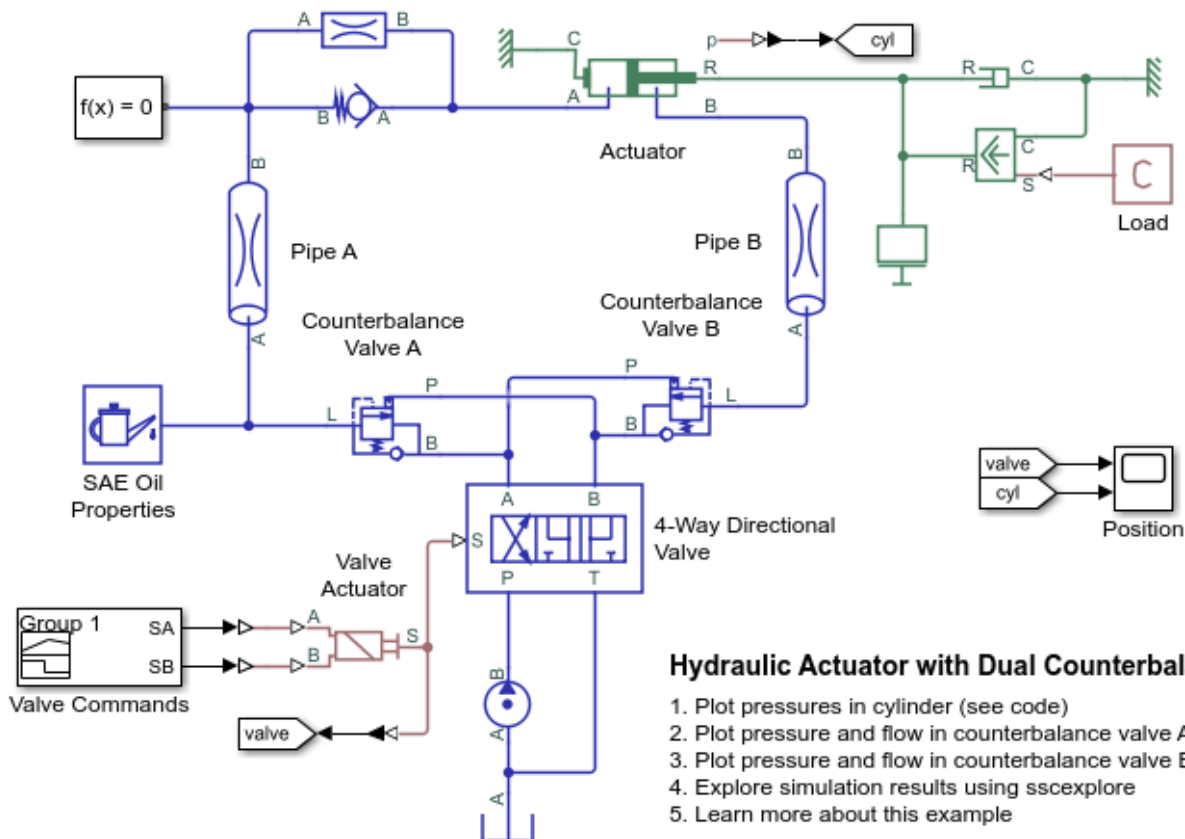 A B
f(x) = 0
B A
C
A
R
B
p
cyl
R C
C
R
S
C
Load
Actuator
B
Pipe A
A
B
Pipe B
A
Counterbalance
Valve A
Counterbalance
Valve B
SAE Oil
Properties
L
P
B
P
B
L
A B
S
P T
4-Way Directional
Valve
valve
cyl
Position
Valve
Actuator
Group 1
SA
SB
Valve Commands
A
B
S
valve
B
A
A
Hydraulic Actuator with Dual Counterbal
1. Plot pressures in cylinder (see code)
2. Plot pressure and flow in counterbalance valve A
3. Plot pressure and flow in counterbalance valve B
4. Explore simulation results using sscexplore
5. Learn more about this example